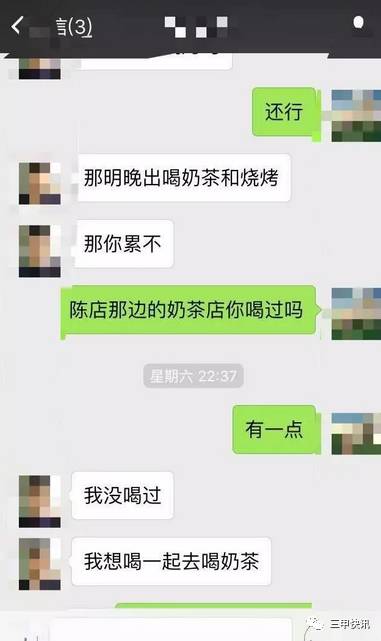 信(3)
还行
那明晚出喝奶茶和烧烤
那你累不
陈店那边的奶茶店你喝过吗
星期六 22:37
有一点
我没喝过
我想喝一起去喝奶茶
三甲快讯